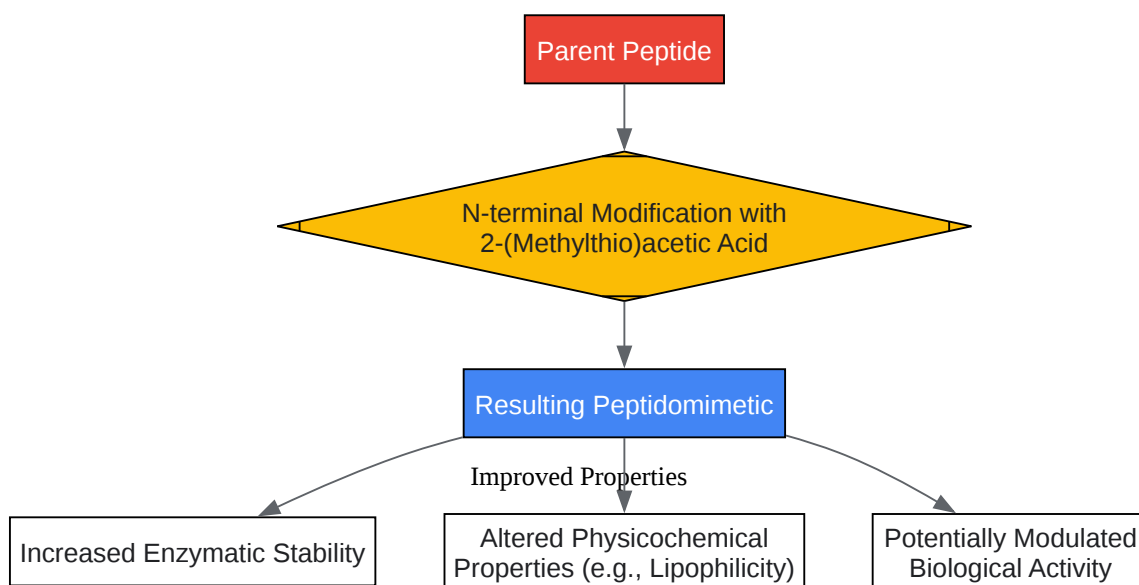 Parent Peptide
N-terminal Modification with
2-(Methylthio)acetic Acid
Resulting Peptidomimetic
Improved Properties
Increased Enzymatic Stability
Altered Physicochemical
Properties (e.g., Lipophilicity)
Potentially Modulated
Biological Activity